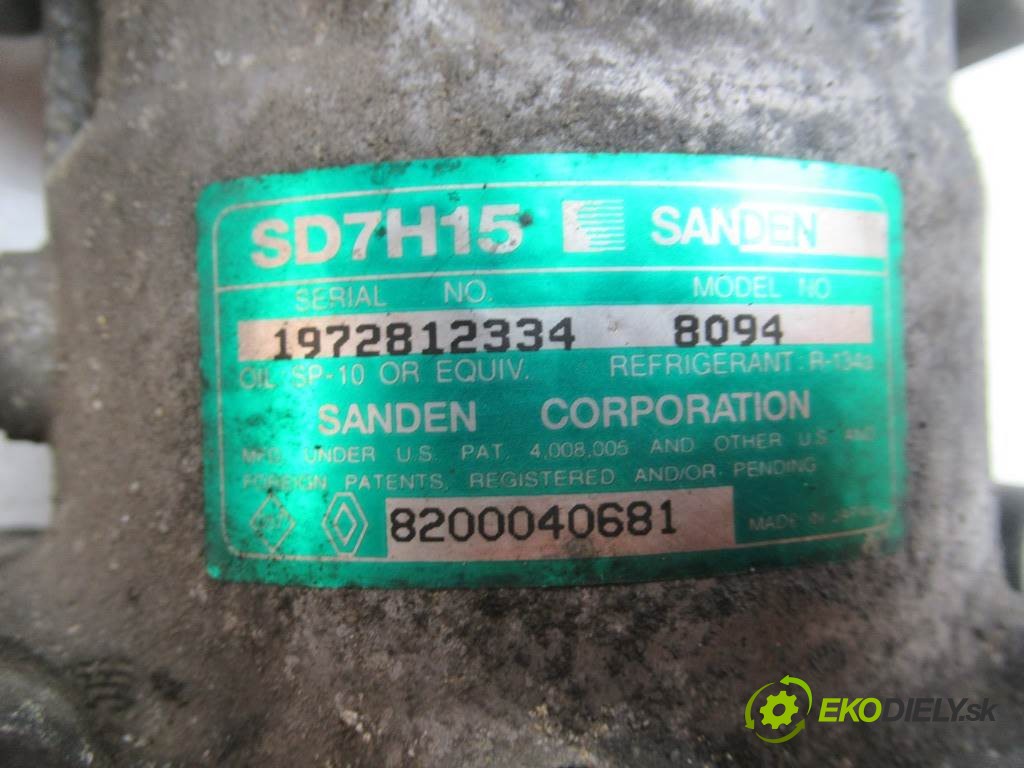 SD7H15 SANDEN
SERIAL NO. MODEL NO
1972812334 8094
OIL SP-10 OR EQUIV. REFRIGERANT : R-134a
SANDEN CORPORATION
MFG. UNDER U.S. PAT. 4,008,005 AND OTHER U.S. AND
FOREIGN PATENTS, REGISTERED AND/OR PENDING
8200040681 MADE IN JAPAN
EKODIELY.sk